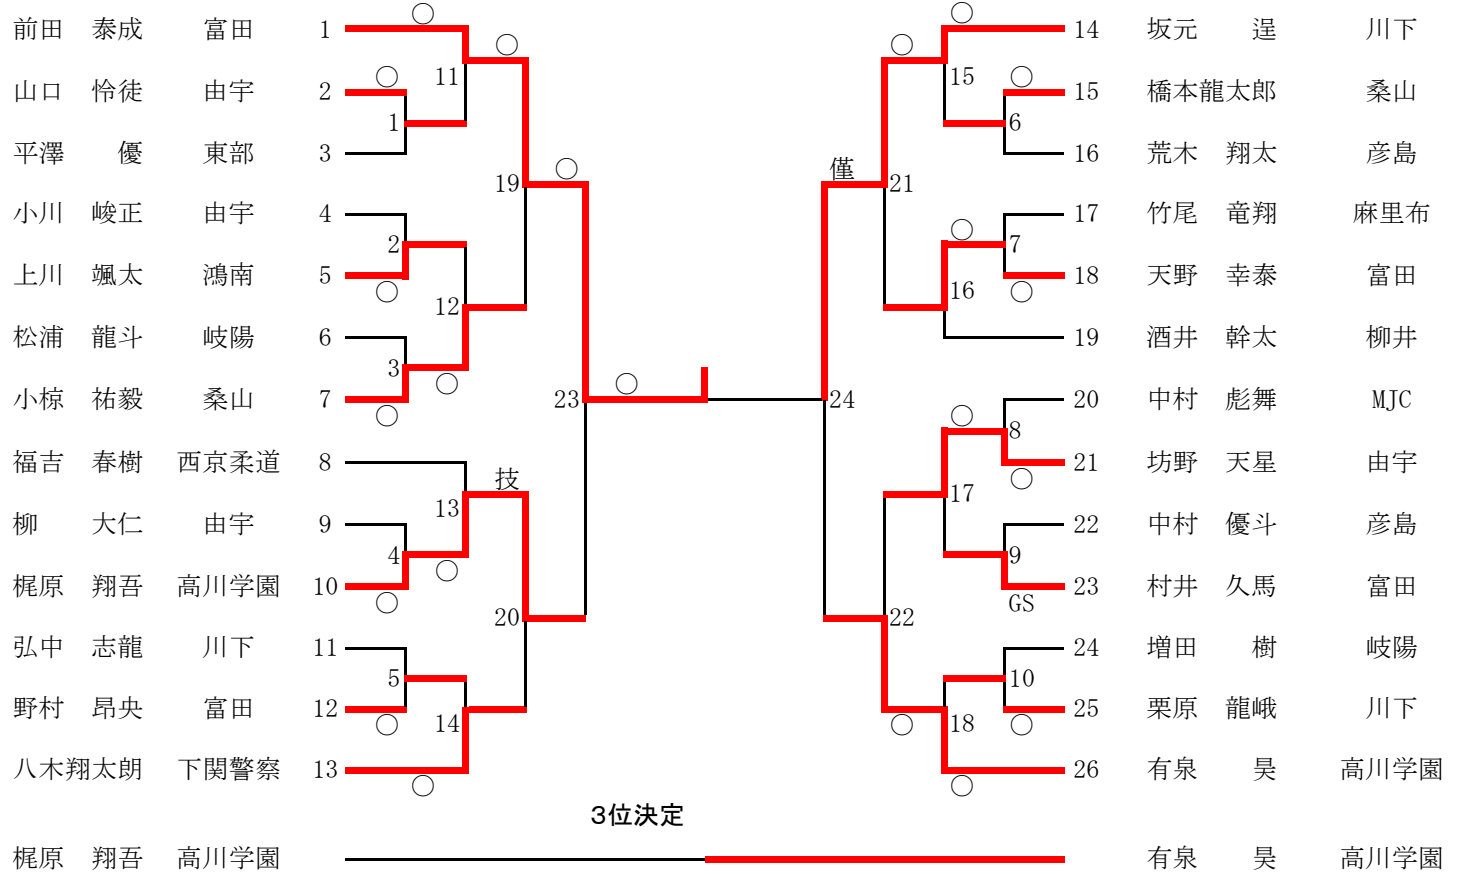 前田 泰成 富田 1
山口 怜徒 由宇 2
平澤 優 東部 3
小川 峻正 由宇 4
上川 颯太 鴻南 5
松浦 龍斗 岐陽 6
小椋 祐毅 桑山 7
福吉 春樹 西京柔道 8
柳 大仁 由宇 9
梶原 翔吾 高川学園 10
弘中 志龍 川下 11
野村 昂央 富田 12
八木翔太朗 下関警察 13
○
○
11
○
1
19
○
2
○
12
3
○
○
23
○
技
13
4
○
○
20
5
○
14
○
○
○
15
○
6
僅
21
○
7
○
16
24
○
8
○
17
9
GS
22
10
○
○
18
○
14 坂元 逞 川下
15 橋本龍太郎 桑山
16 荒木 翔太 彦島
17 竹尾 竜翔 麻里布
18 天野 幸泰 富田
19 酒井 幹太 柳井
20 中村 彪舞 MJC
21 坊野 天星 由宇
22 中村 優斗 彦島
23 村井 久馬 富田
24 増田 樹 岐陽
25 栗原 龍峨 川下
26 有泉 昊 高川学園
3位決定
梶原 翔吾 高川学園
有泉 昊 高川学園